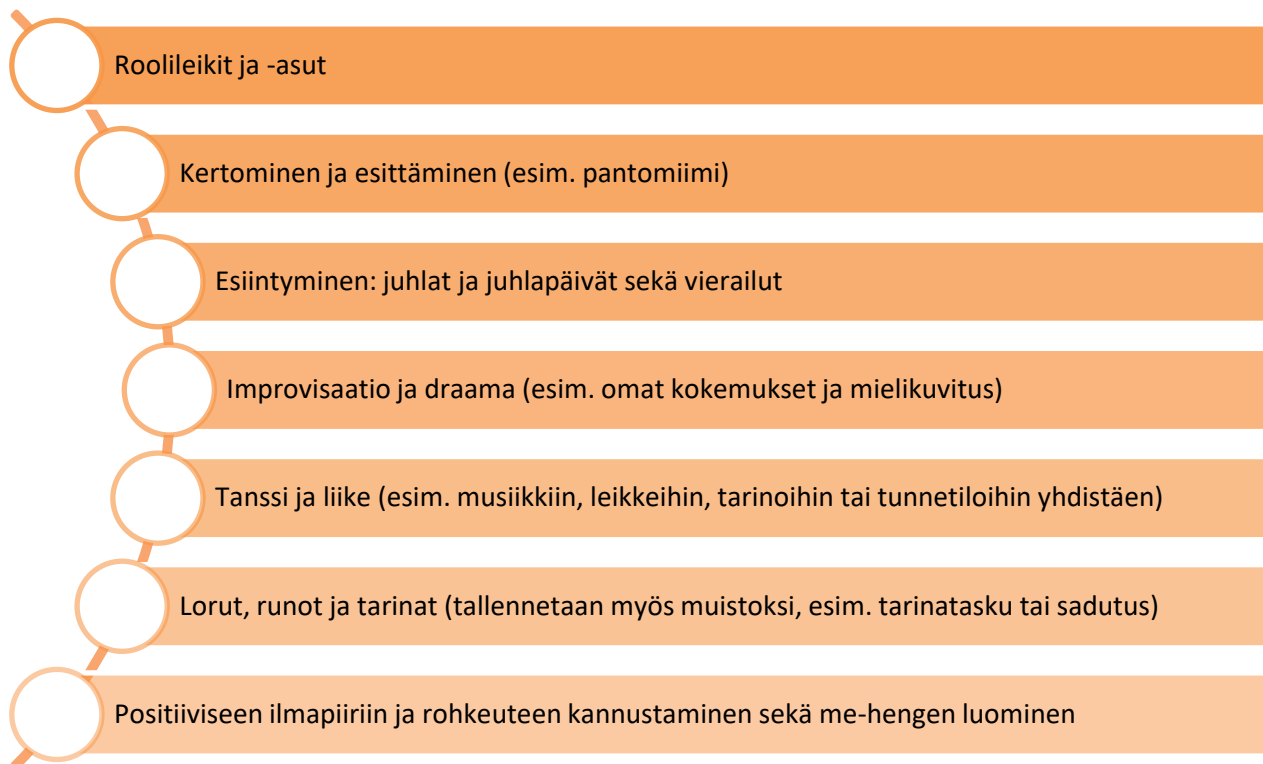 Roolileikit ja -asut
Kertominen ja esittäminen (esim. pantomiimi)
Esiintyminen: juhlat ja juhlapäivät sekä vierailut
Improvisaatio ja draama (esim. omat kokemukset ja mielikuvitus)
Tanssi ja liike (esim. musiikkiin, leikkeihin, tarinoihin tai tunnetiloihin yhdistäen)
Lorut, runot ja tarinat (tallennetaan myös muistoksi, esim. tarinatasku tai sadutus)
Positiiviseen ilmapiiriin ja rohkeuteen kannustaminen sekä me-hengen luominen